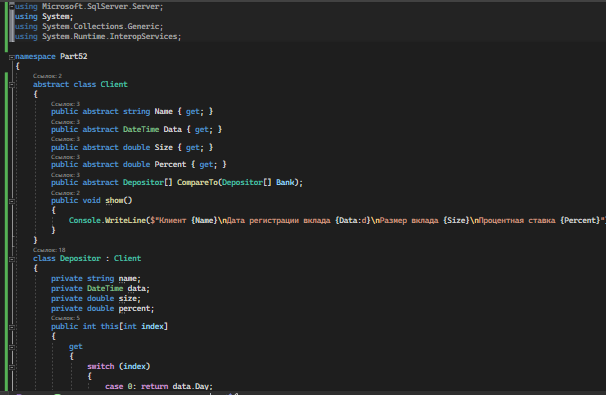 using Microsoft.SqlServer.Server;
using System;
using System.Collections.Generic;
using System.Runtime.InteropServices;
namespace Part52
{
Ссылок: 2
abstract class Client
{
Ссылок: 3
public abstract string Name { get; }
Ссылок: 3
public abstract DateTime Data { get; }
Ссылок: 3
public abstract double Size { get; }
Ссылок: 3
public abstract double Percent { get; }
Ссылок: 3
public abstract Depositor[] CompareTo(Depositor[] Bank);
Ссылок: 2
public void show()
{
Console.WriteLine($"Клиент {Name}\nДата регистрации вклада {Data:d}\nРазмер вклада {Size}\nПроцентная ставка {Percent}"
}
}
Ссылок: 18
class Depositor : Client
{
private string name;
private DateTime data;
private double size;
private double percent;
Ссылок: 5
public int this[int index]
{
get
{
switch (index)
{
case 0: return data.Day;